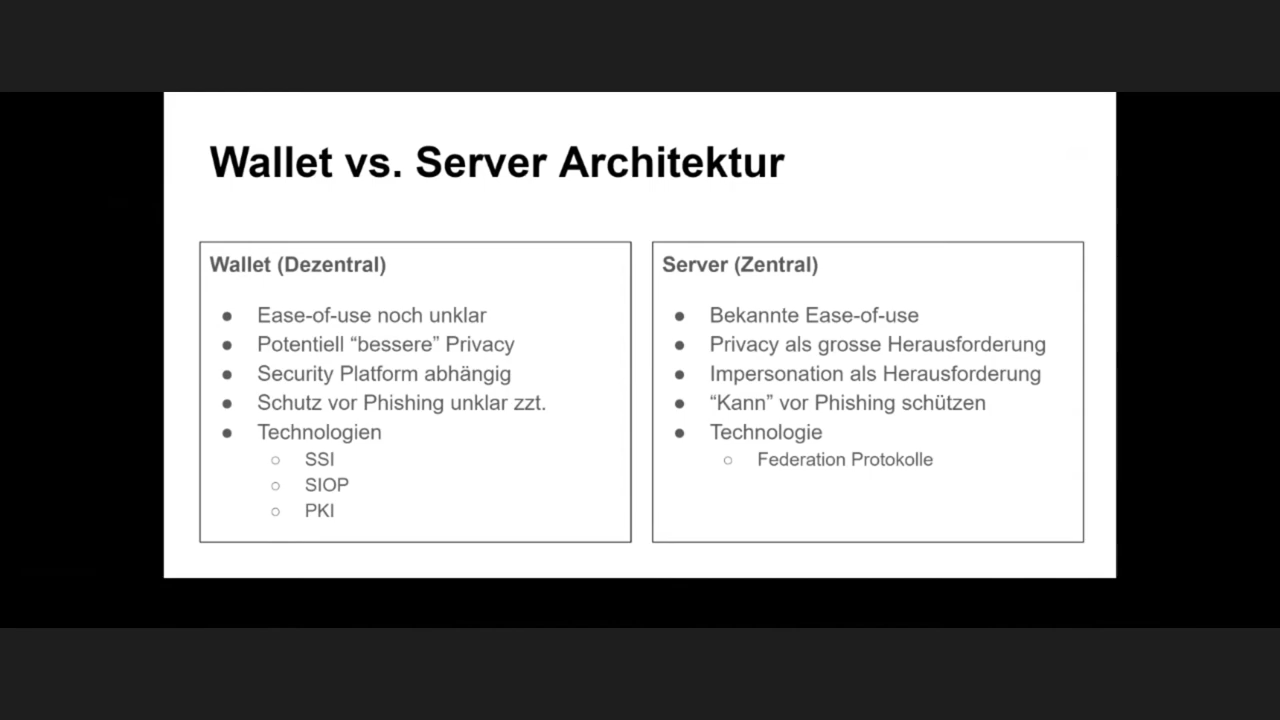 Wallet vs. Server Architektur
Wallet (Dezentral)
● Ease-of-use noch unklar
● Potentiell “bessere” Privacy
● Security Platform abhängig
● Schutz vor Phishing unklar zzt.
● Technologien
○ SSI
○ SIOP
○ PKI
Server (Zentral)
● Bekannte Ease-of-use
● Privacy als grosse Herausforderung
● Impersonation als Herausforderung
● “Kann” vor Phishing schützen
● Technologie
○ Federation Protokolle